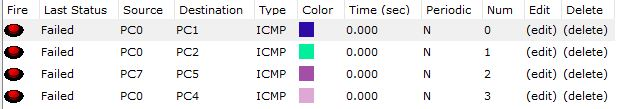 Fire Last Status Source Destination Type Color Time (sec) Periodic Num Edit Delete
Failed PC0 PC1 ICMP 0.000 N 0 (edit) (delete)
Failed PC0 PC2 ICMP 0.000 N 1 (edit) (delete)
Failed PC7 PC5 ICMP 0.000 N 2 (edit) (delete)
Failed PC0 PC4 ICMP 0.000 N 3 (edit) (delete)